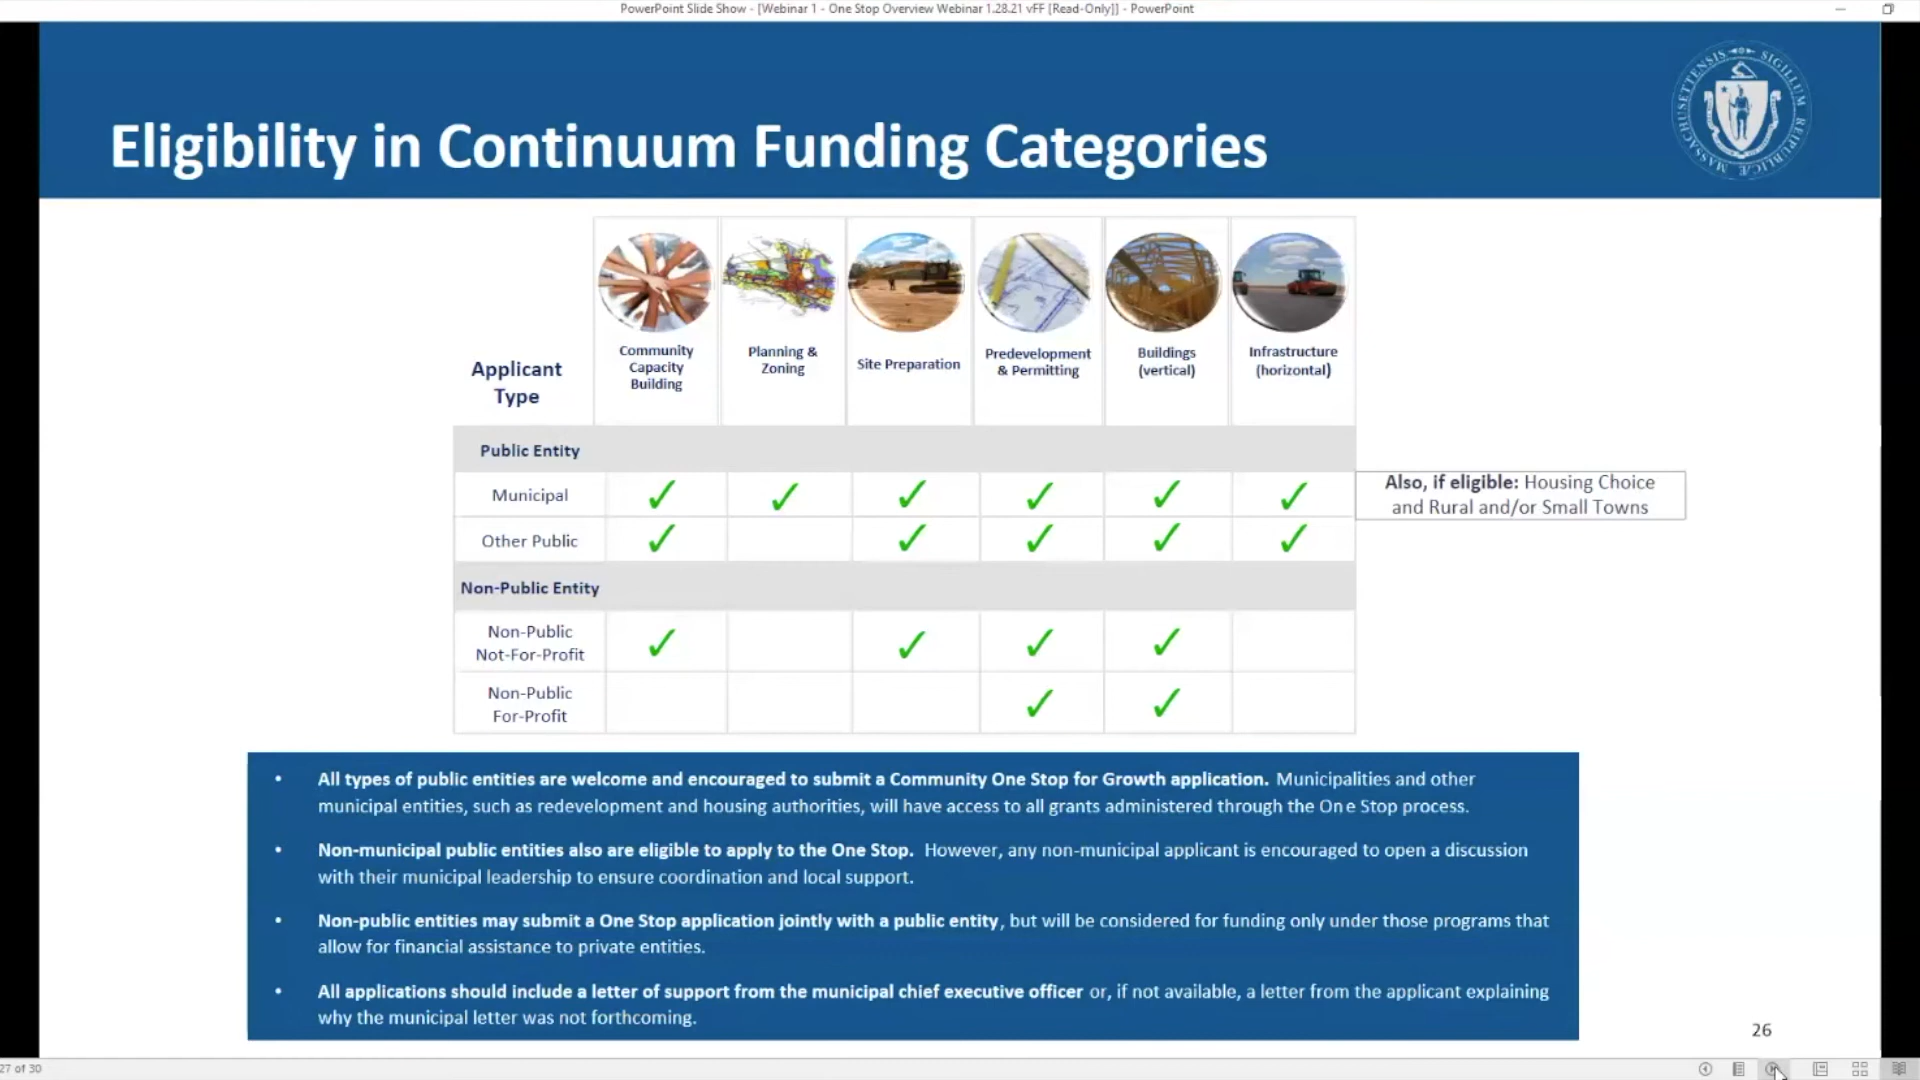 PowerPoint Slide Show - [Webinar 1 - One Stop Overview Webinar 1.28.21 vFF [Read-Only]] - PowerPoint
MASSACHUSETTENSIS SIGILLUM REIPUBLICÆ
Eligibility in Continuum Funding Categories
Applicant
Type
Community
Capacity
Building
Planning &
Zoning
Site Preparation
Predevelopment
& Permitting
Buildings
(vertical)
Infrastructure
(horizontal)
Public Entity
Municipal ✓ ✓ ✓ ✓ ✓ ✓
Also, if eligible: Housing Choice
and Rural and/or Small Towns
Other Public ✓ ✓ ✓ ✓ ✓
Non-Public Entity
Non-Public
Not-For-Profit ✓ ✓ ✓ ✓
Non-Public
For-Profit ✓ ✓
• All types of public entities are welcome and encouraged to submit a Community One Stop for Growth application. Municipalities and other
municipal entities, such as redevelopment and housing authorities, will have access to all grants administered through the One Stop process.
• Non-municipal public entities also are eligible to apply to the One Stop. However, any non-municipal applicant is encouraged to open a discussion
with their municipal leadership to ensure coordination and local support.
• Non-public entities may submit a One Stop application jointly with a public entity, but will be considered for funding only under those programs that
allow for financial assistance to private entities.
• All applications should include a letter of support from the municipal chief executive officer or, if not available, a letter from the applicant explaining
why the municipal letter was not forthcoming.
26
27 of 30